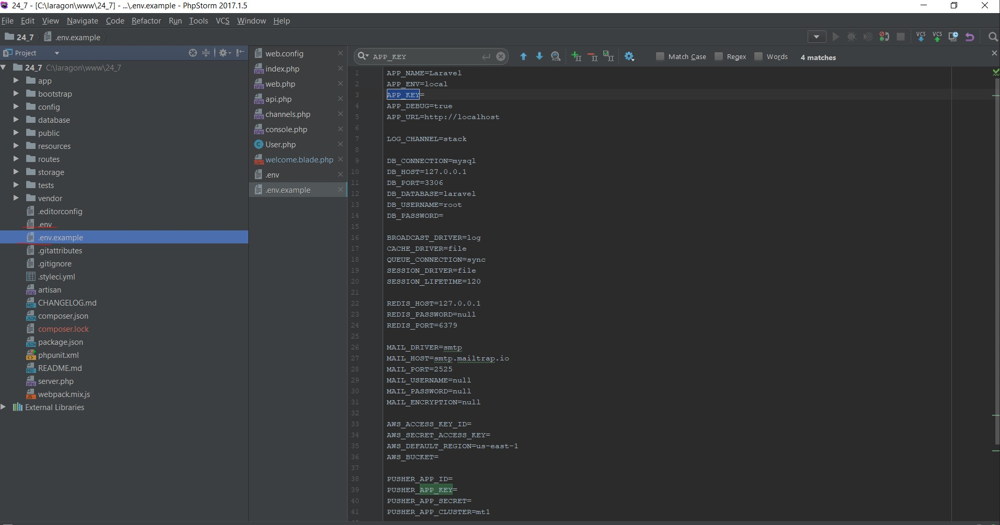 24_7 - [C:\laragon\www\24_7] - ...\.env.example - PhpStorm 2017.1.5
File Edit View Navigate Code Refactor Run Tools VCS Window Help
24_7 .env.example
VCS VCS
Project
24_7 C:\laragon\www\24_7
app
bootstrap
config
database
public
resources
routes
storage
tests
vendor
.editorconfig
.env
.env.example
.gitattributes
.gitignore
.styleci.yml
artisan
CHANGELOG.md
composer.json
composer.lock
package.json
phpunit.xml
README.md
server.php
webpack.mix.js
External Libraries
web.config
index.php
web.php
api.php
channels.php
console.php
User.php
welcome.blade.php
.env
.env.example
APP_KEY Match Case Regex Words 4 matches
1 APP_NAME=Laravel
2 APP_ENV=local
3 APP_KEY=
4 APP_DEBUG=true
5 APP_URL=http://localhost
6
7 LOG_CHANNEL=stack
8
9 DB_CONNECTION=mysql
10 DB_HOST=127.0.0.1
11 DB_PORT=3306
12 DB_DATABASE=laravel
13 DB_USERNAME=root
14 DB_PASSWORD=
15
16 BROADCAST_DRIVER=log
17 CACHE_DRIVER=file
18 QUEUE_CONNECTION=sync
19 SESSION_DRIVER=file
20 SESSION_LIFETIME=120
21
22 REDIS_HOST=127.0.0.1
23 REDIS_PASSWORD=null
24 REDIS_PORT=6379
25
26 MAIL_DRIVER=smtp
27 MAIL_HOST=smtp.mailtrap.io
28 MAIL_PORT=2525
29 MAIL_USERNAME=null
30 MAIL_PASSWORD=null
31 MAIL_ENCRYPTION=null
32
33 AWS_ACCESS_KEY_ID=
34 AWS_SECRET_ACCESS_KEY=
35 AWS_DEFAULT_REGION=us-east-1
36 AWS_BUCKET=
37
38 PUSHER_APP_ID=
39 PUSHER_APP_KEY=
40 PUSHER_APP_SECRET=
41 PUSHER_APP_CLUSTER=mt1